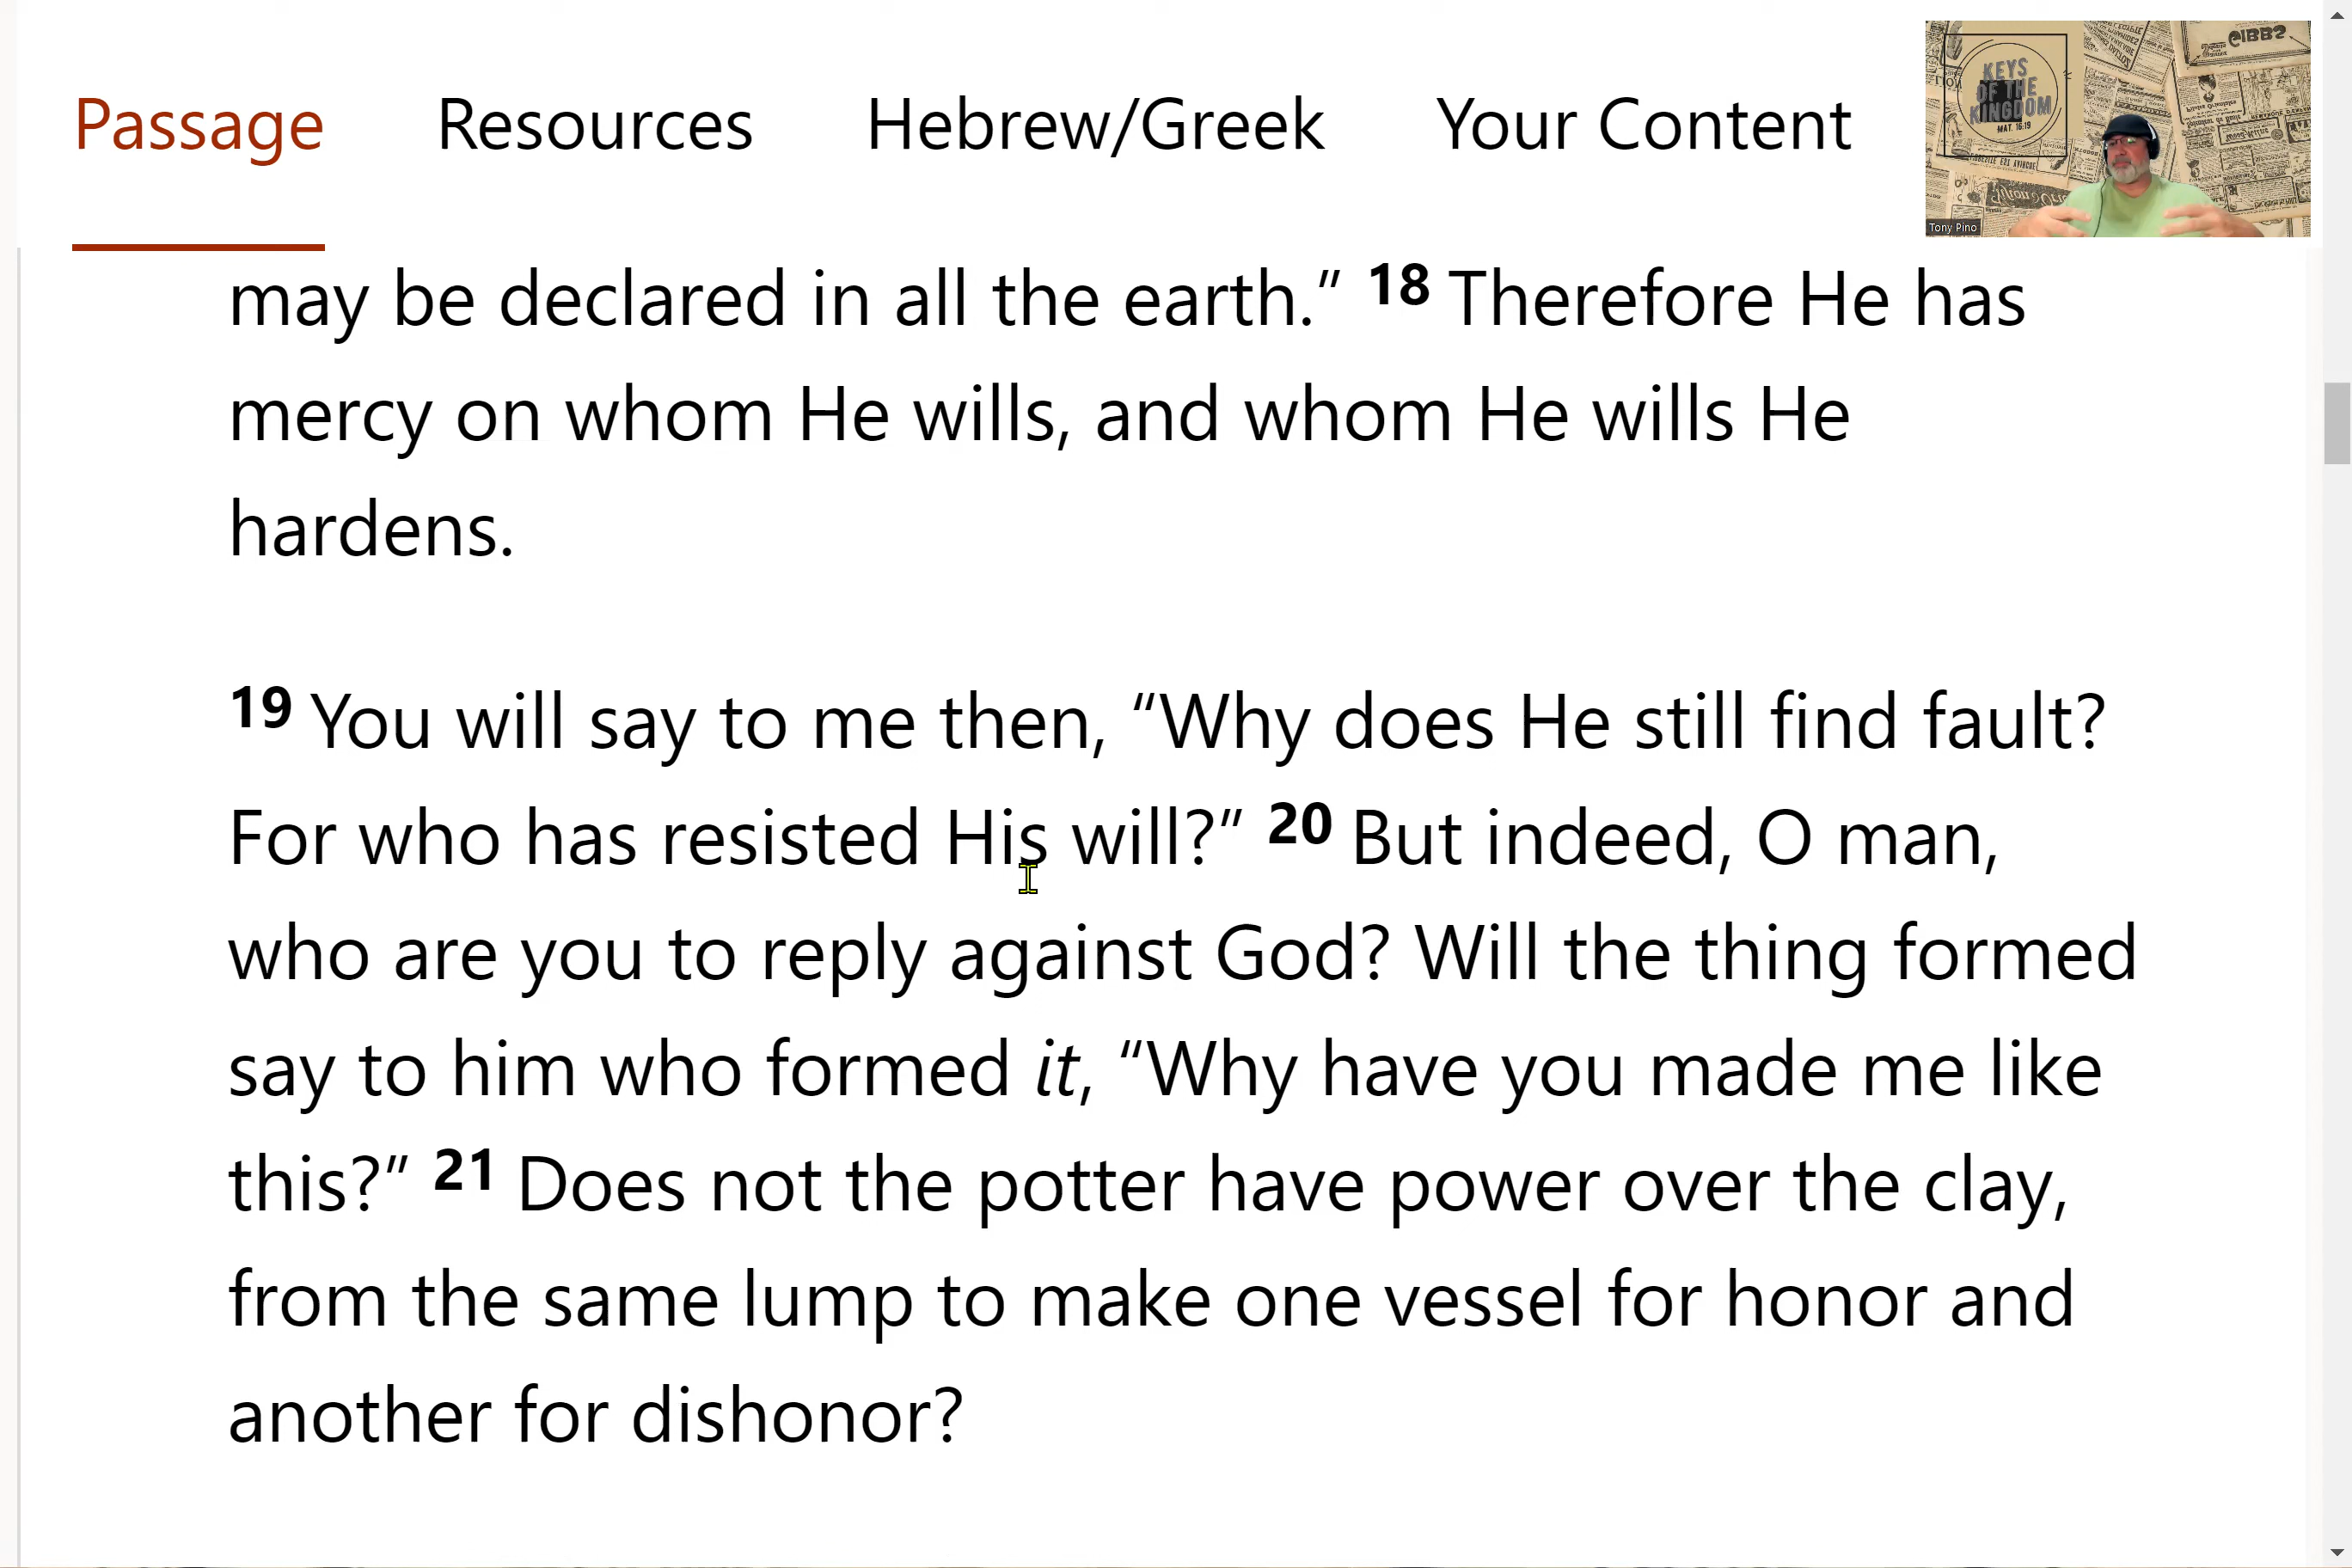 Passage Resources Hebrew/Greek Your Content
KEYS
OF THE
KINGDOM
MAT. 16:19
Tony Pino
may be declared in all the earth.” 18 Therefore He has
mercy on whom He wills, and whom He wills He
hardens.
19 You will say to me then, “Why does He still find fault?
For who has resisted His will?” 20 But indeed, O man,
who are you to reply against God? Will the thing formed
say to him who formed it, “Why have you made me like
this?” 21 Does not the potter have power over the clay,
from the same lump to make one vessel for honor and
another for dishonor?